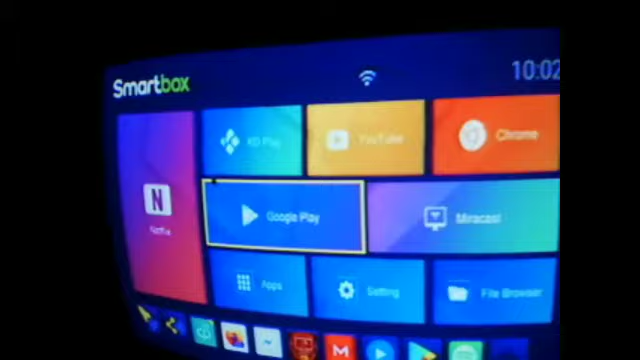 Smartbox
10:02
KD Play
YouTube
Chrome
N
Netflix
Google Play
Miracast
Apps
Setting
File Browser